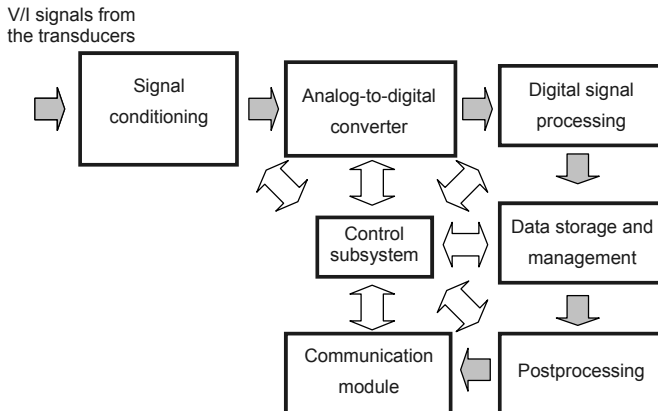 V/I signals from
the transducers
Signal
conditioning
Analog-to-digital
converter
Digital signal
processing
Control
subsystem
Data storage and
management
Communication
module
Postprocessing